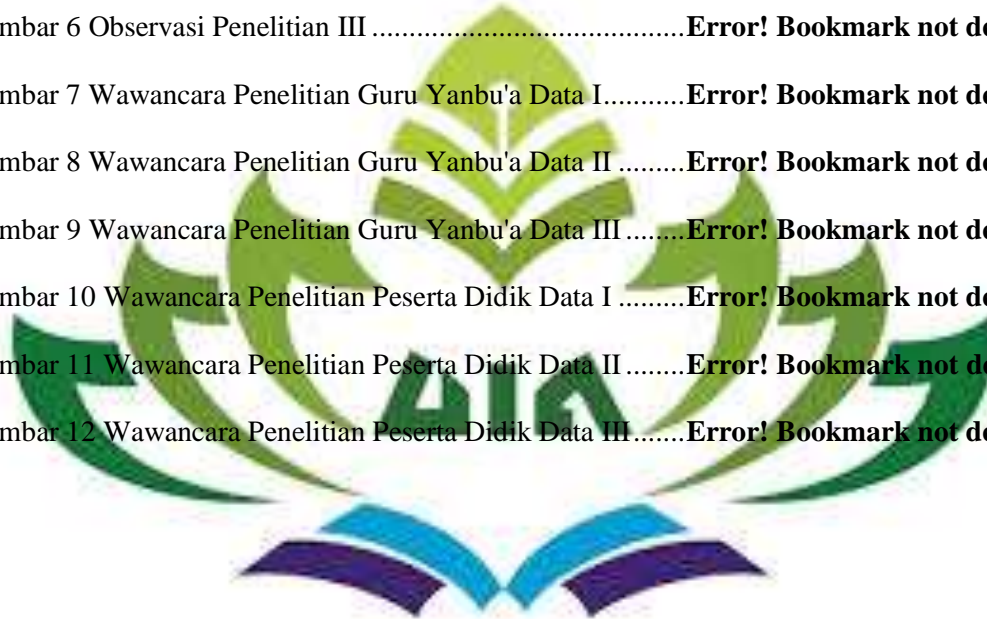 mbar 6 Observasi Penelitian III ....................................Error! Bookmark not de
mbar 7 Wawancara Penelitian Guru Yanbu'a Data I...........Error! Bookmark not de
mbar 8 Wawancara Penelitian Guru Yanbu'a Data II .........Error! Bookmark not de
mbar 9 Wawancara Penelitian Guru Yanbu'a Data III ........Error! Bookmark not de
mbar 10 Wawancara Penelitian Peserta Didik Data I .........Error! Bookmark not de
mbar 11 Wawancara Penelitian Peserta Didik Data II ........Error! Bookmark not de
mbar 12 Wawancara Penelitian Peserta Didik Data III.......Error! Bookmark not de